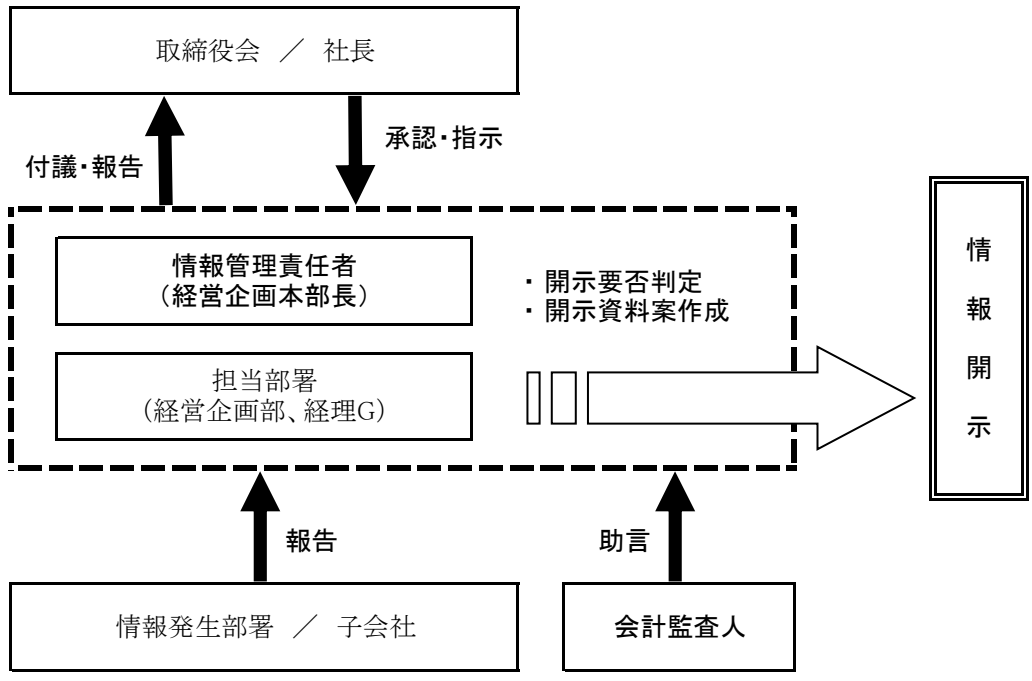 取締役会 ／ 社長
付議・報告
承認・指示
情報管理責任者
（経営企画本部長）
・開示要否判定
・開示資料案作成
担当部署
（経営企画部、経理G）
情報開示
報告
助言
情報発生部署 ／ 子会社
会計監査人